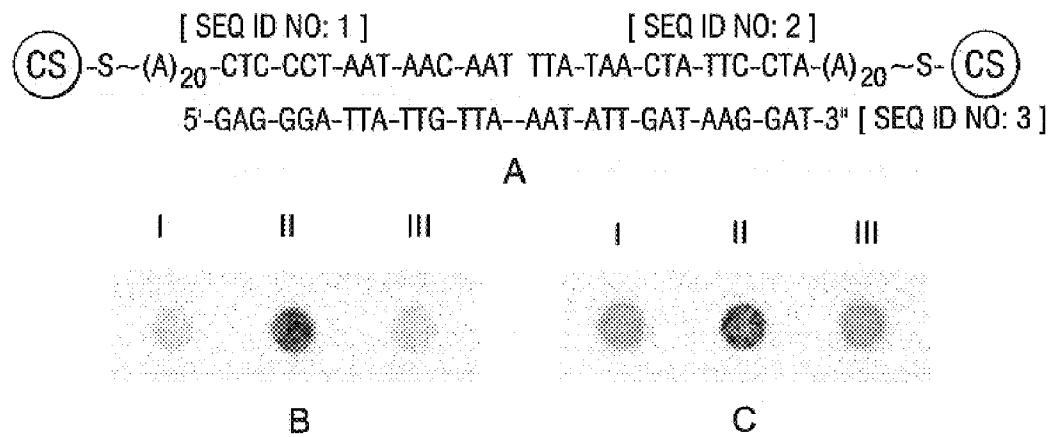 [ SEQ ID NO: 1 ] [ SEQ ID NO: 2 ]
CS -S~(A)20-CTC-CCT-AAT-AAC-AAT TTA-TAA-CTA-TTC-CTA-(A)20~S- CS
5'-GAG-GGA-TTA-TTG-TTA--AAT-ATT-GAT-AAG-GAT-3" [ SEQ ID NO: 3 ]
A
I II III I II III
B C